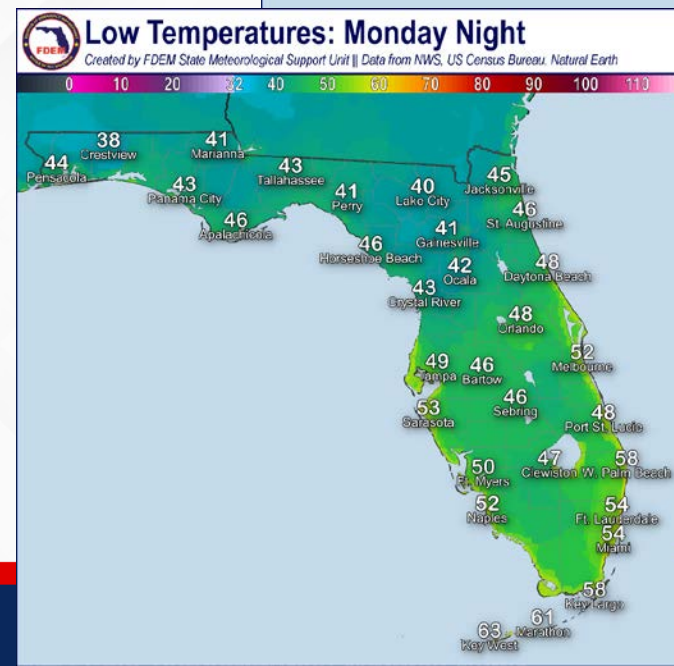 FDEM
Low Temperatures: Monday Night
Created by FDEM State Meteorological Support Unit || Data from NWS, US Census Bureau, Natural Earth
0 10 20 32 40 50 60 70 80 90 100 110
38
Crestview
41
Marianna
44
Pensacola
43
Panama City
43
Tallahassee
46
Apalachicola
41
Perry
40
Lake City
45
Jacksonville
46
St. Augustine
41
Gainesville
46
Horseshoe Beach
42
Ocala
48
Daytona Beach
43
Crystal River
48
Orlando
52
Melbourne
49
Tampa
46
Bartow
46
Sebring
53
Sarasota
48
Port St. Lucie
50
Ft. Myers
47
Clewiston
58
W. Palm Beach
52
Naples
54
Ft. Lauderdale
54
Miami
58
Key Largo
61
Marathon
63
Key West